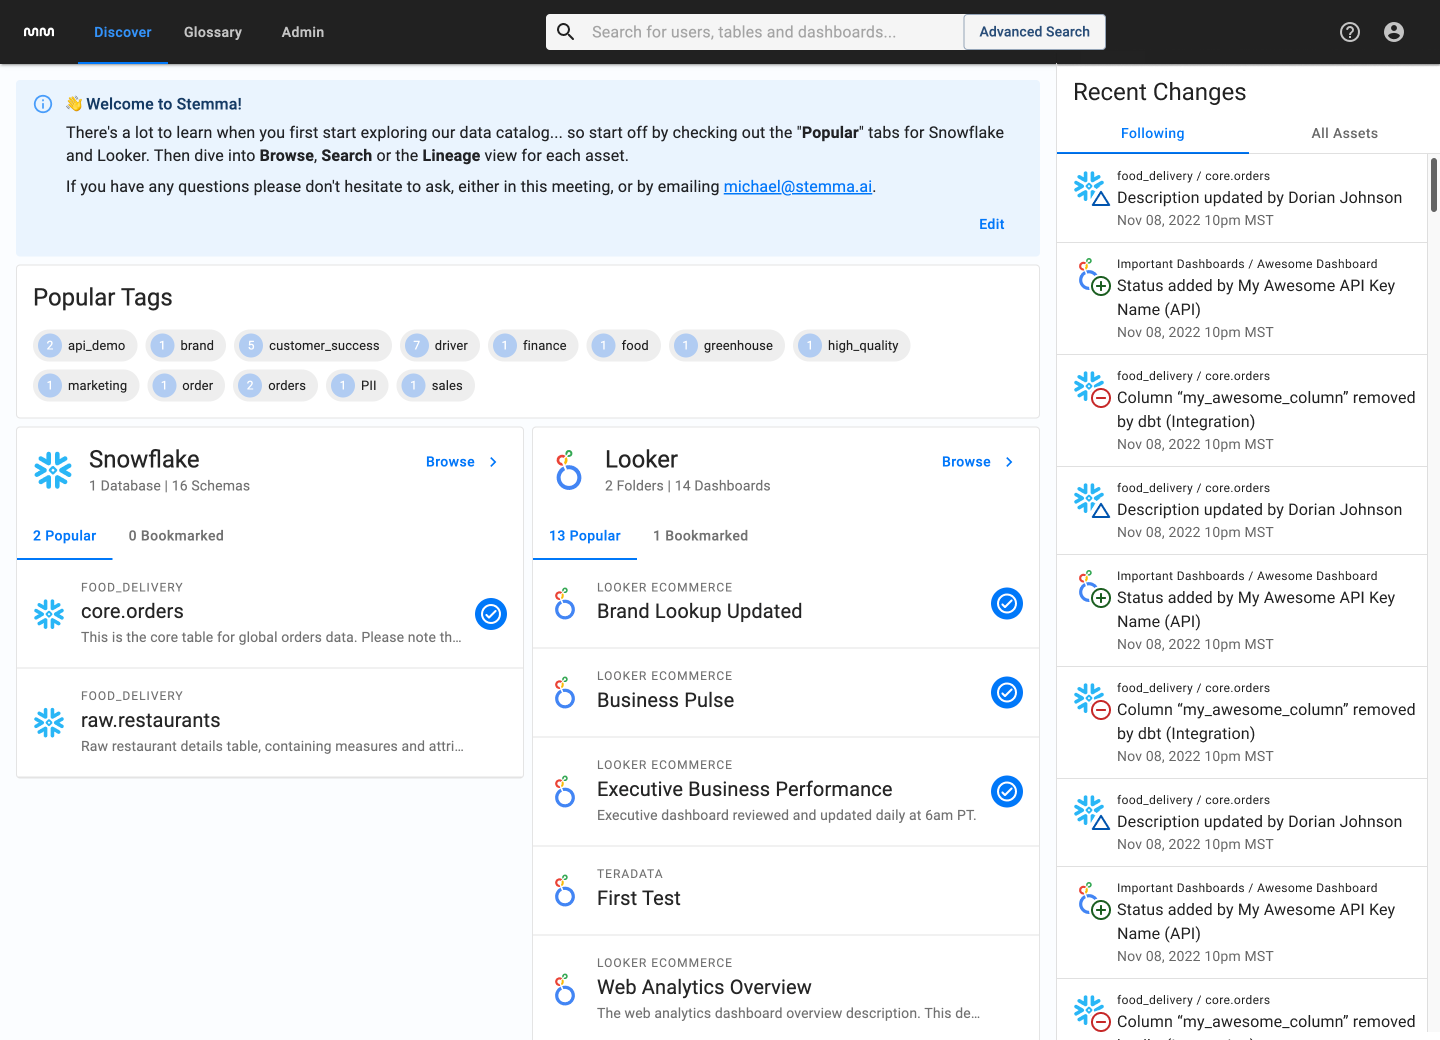 Discover
Glossary
Admin
Search for users, tables and dashboards...
Advanced Search
👋 Welcome to Stemma!
There's a lot to learn when you first start exploring our data catalog... so start off by checking out the "Popular" tabs for Snowflake
and Looker. Then dive into Browse, Search or the Lineage view for each asset.
If you have any questions please don't hesitate to ask, either in this meeting, or by emailing michael@stemma.ai.
Edit
Popular Tags
2 api_demo
1 brand
5 customer_success
7 driver
1 finance
1 food
1 greenhouse
1 high_quality
1 marketing
1 order
2 orders
1 PII
1 sales
Snowflake
1 Database | 16 Schemas
Browse
2 Popular
0 Bookmarked
FOOD_DELIVERY
core.orders
This is the core table for global orders data. Please note th...
FOOD_DELIVERY
raw.restaurants
Raw restaurant details table, containing measures and attri...
Looker
2 Folders | 14 Dashboards
Browse
13 Popular
1 Bookmarked
LOOKER ECOMMERCE
Brand Lookup Updated
LOOKER ECOMMERCE
Business Pulse
LOOKER ECOMMERCE
Executive Business Performance
Executive dashboard reviewed and updated daily at 6am PT.
TERADATA
First Test
LOOKER ECOMMERCE
Web Analytics Overview
The web analytics dashboard overview description. This de...
Recent Changes
Following
All Assets
food_delivery / core.orders
Description updated by Dorian Johnson
Nov 08, 2022 10pm MST
Important Dashboards / Awesome Dashboard
Status added by My Awesome API Key
Name (API)
Nov 08, 2022 10pm MST
food_delivery / core.orders
Column “my_awesome_column” removed
by dbt (Integration)
Nov 08, 2022 10pm MST
food_delivery / core.orders
Description updated by Dorian Johnson
Nov 08, 2022 10pm MST
Important Dashboards / Awesome Dashboard
Status added by My Awesome API Key
Name (API)
Nov 08, 2022 10pm MST
food_delivery / core.orders
Column “my_awesome_column” removed
by dbt (Integration)
Nov 08, 2022 10pm MST
food_delivery / core.orders
Description updated by Dorian Johnson
Nov 08, 2022 10pm MST
Important Dashboards / Awesome Dashboard
Status added by My Awesome API Key
Name (API)
Nov 08, 2022 10pm MST
food_delivery / core.orders
Column “my_awesome_column” removed